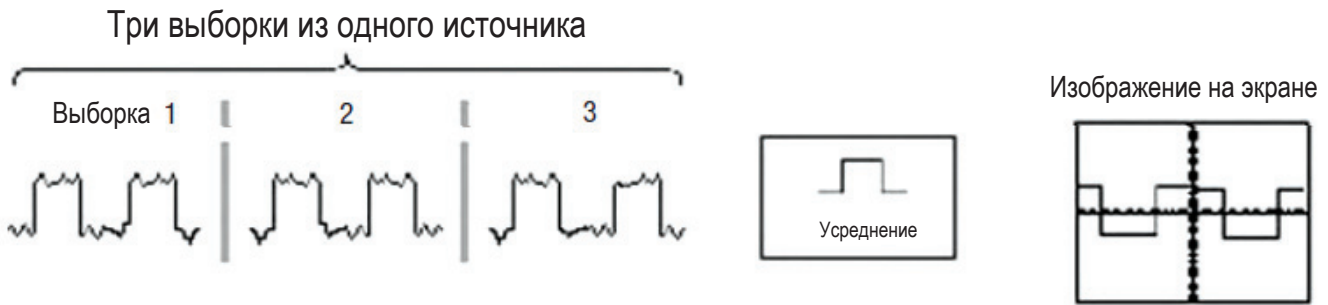 Три выборки из одного источника
Выборка 1
2
3
Усреднение
Изображение на экране